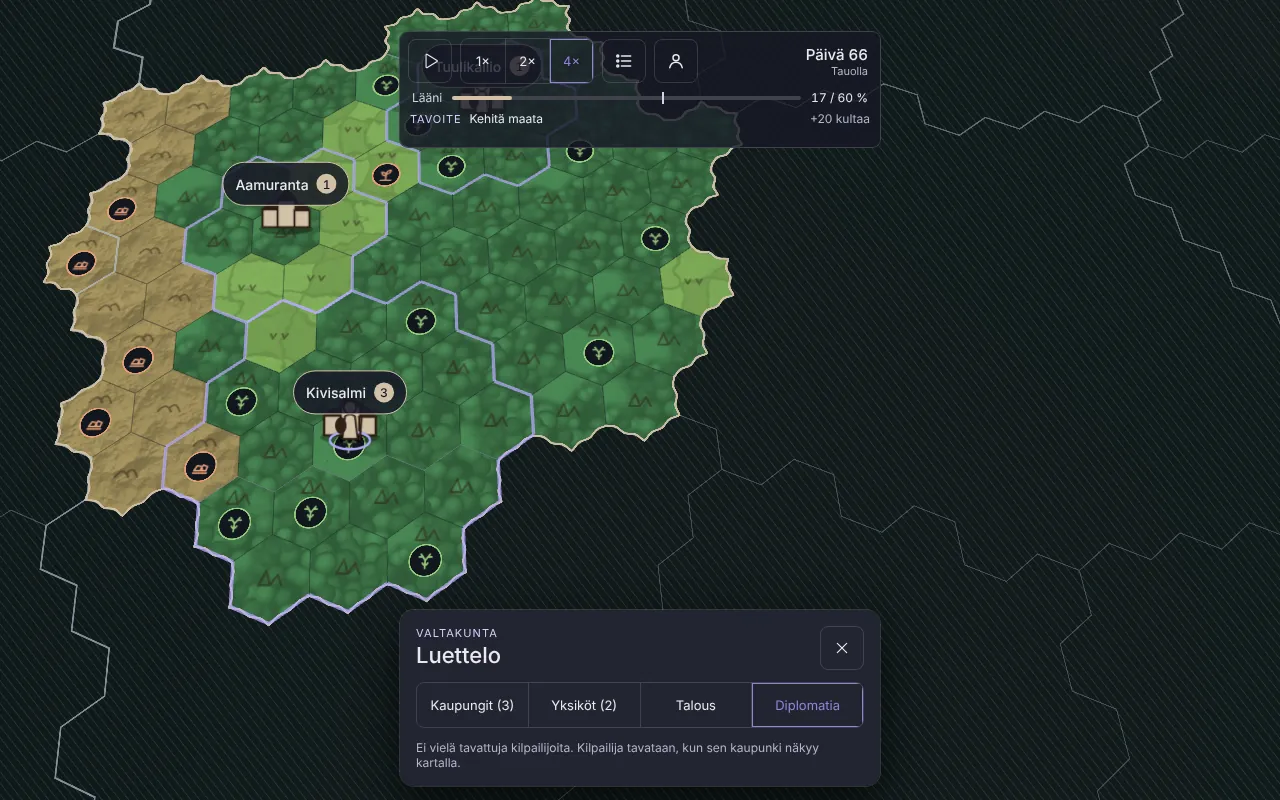 Tuulikallio
1× 2× 4×
Päivä 66
Tauolla
Lääni 17 / 60 %
TAVOITE Kehitä maata +20 kultaa
Aamuranta 1
Kivisalmi 3
VALTAKUNTA
Luettelo
Kaupungit (3) Yksiköt (2) Talous Diplomatia
Ei vielä tavattuja kilpailijoita. Kilpailija tavataan, kun sen kaupunki näkyy
kartalla.